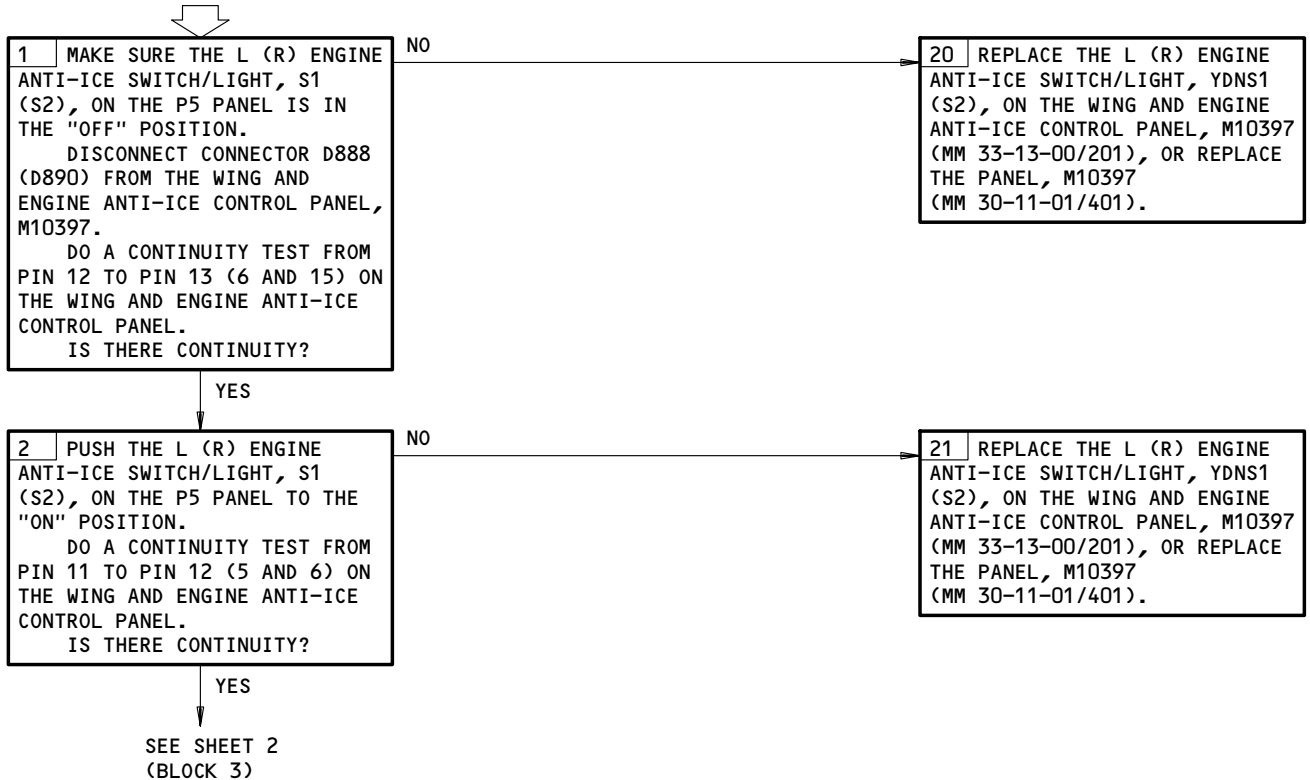 1 MAKE SURE THE L (R) ENGINE
ANTI-ICE SWITCH/LIGHT, S1
(S2), ON THE P5 PANEL IS IN
THE "OFF" POSITION.
DISCONNECT CONNECTOR D888
(D890) FROM THE WING AND
ENGINE ANTI-ICE CONTROL PANEL,
M10397.
DO A CONTINUITY TEST FROM
PIN 12 TO PIN 13 (6 AND 15) ON
THE WING AND ENGINE ANTI-ICE
CONTROL PANEL.
IS THERE CONTINUITY?
NO
20 REPLACE THE L (R) ENGINE
ANTI-ICE SWITCH/LIGHT, YDNS1
(S2), ON THE WING AND ENGINE
ANTI-ICE CONTROL PANEL, M10397
(MM 33-13-00/201), OR REPLACE
THE PANEL, M10397
(MM 30-11-01/401).
YES
2 PUSH THE L (R) ENGINE
ANTI-ICE SWITCH/LIGHT, S1
(S2), ON THE P5 PANEL TO THE
"ON" POSITION.
DO A CONTINUITY TEST FROM
PIN 11 TO PIN 12 (5 AND 6) ON
THE WING AND ENGINE ANTI-ICE
CONTROL PANEL.
IS THERE CONTINUITY?
NO
21 REPLACE THE L (R) ENGINE
ANTI-ICE SWITCH/LIGHT, YDNS1
(S2), ON THE WING AND ENGINE
ANTI-ICE CONTROL PANEL, M10397
(MM 33-13-00/201), OR REPLACE
THE PANEL, M10397
(MM 30-11-01/401).
YES
SEE SHEET 2
(BLOCK 3)